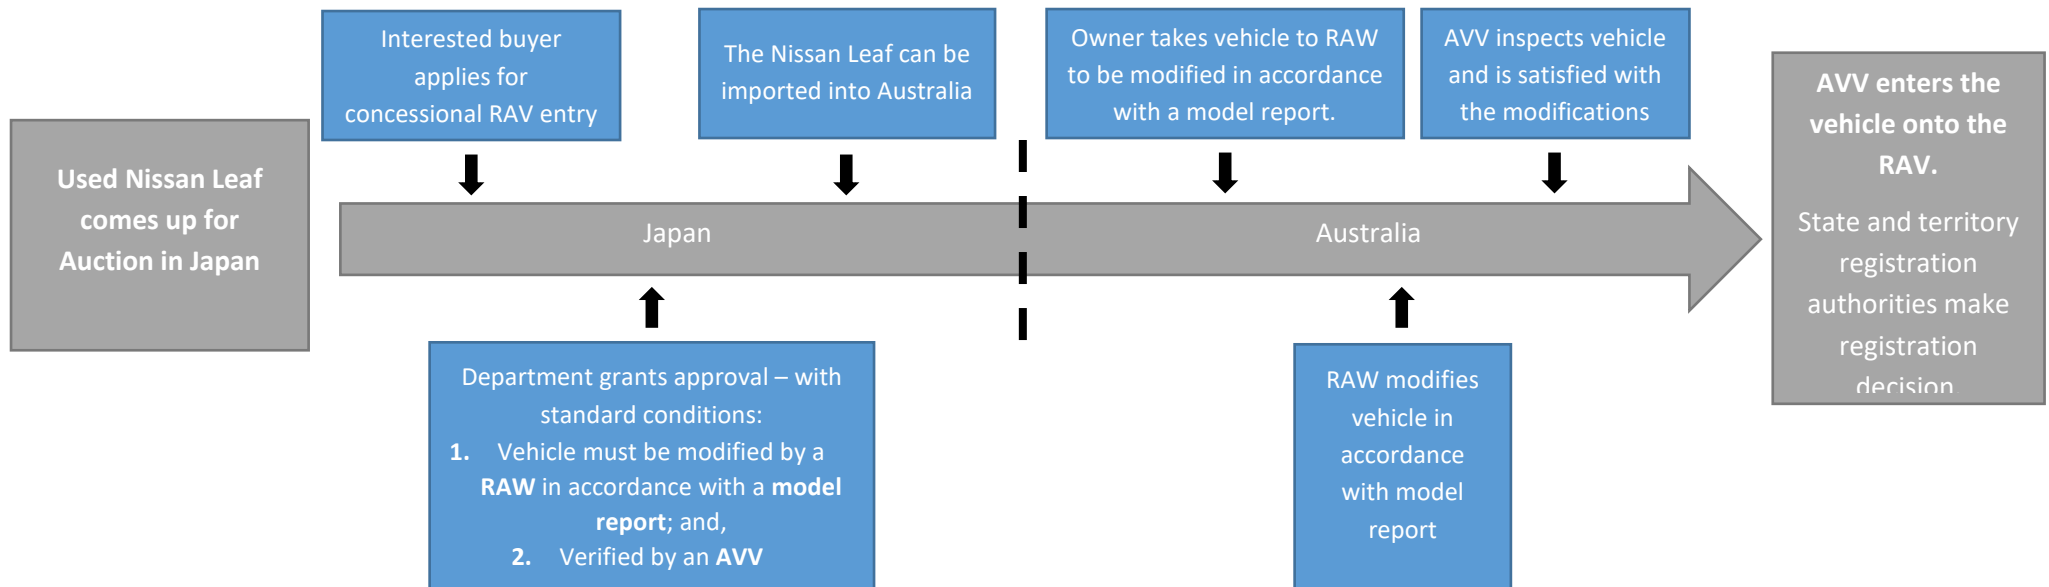 Used Nissan Leaf
comes up for
Auction in Japan
Interested buyer
applies for
concessional RAV entry
Department grants approval – with
standard conditions:
1. Vehicle must be modified by a
RAW in accordance with a model
report; and,
2. Verified by an AVV
The Nissan Leaf can be
imported into Australia
Japan
Australia
Owner takes vehicle to RAW
to be modified in accordance
with a model report.
RAW modifies
vehicle in
accordance
with model
report
AVV inspects vehicle
and is satisfied with
the modifications
AVV enters the
vehicle onto the
RAV.
State and territory
registration
authorities make
registration
decision